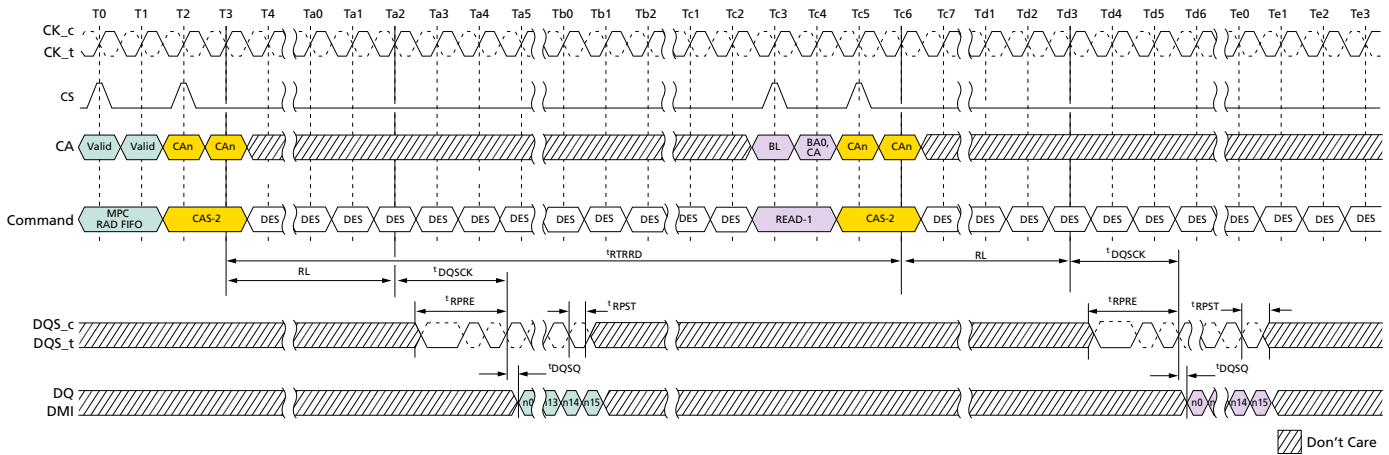 T0 T1 T2 T3 T4 Ta0 Ta1 Ta2 Ta3 Ta4 Ta5 Tb0 Tb1 Tb2 Tc1 Tc2 Tc3 Tc4 Tc5 Tc6 Tc7 Td1 Td2 Td3 Td4 Td5 Td6 Te0 Te1 Te2 Te3
CK_c
CK_t
CS
CA Valid Valid CAn CAn BL BA0, CA CAn CAn
Command MPC RAD FIFO CAS-2 DES DES DES DES DES DES DES DES DES DES DES DES READ-1 CAS-2 DES DES DES DES DES DES DES DES DES DES DES
tRTRRD
RL tDQSCK RL tDQSCK
tRPRE tRPST tRPRE tRPST
DQS_c
DQS_t
tDQSQ tDQSQ
DQ
DMI
n0 n13 n14 n15 n0 n n14 n15
Don't Care